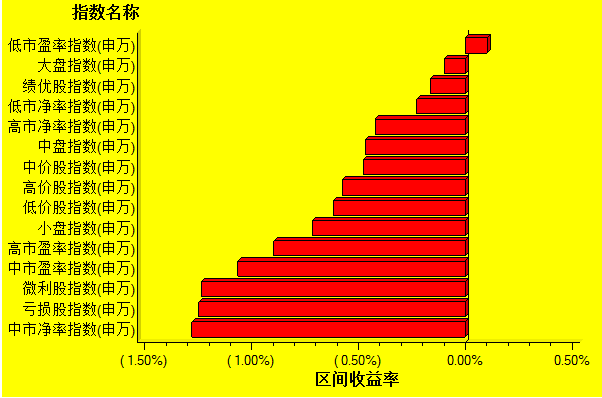 指数名称
低市盈率指数(申万)
大盘指数(申万)
绩优股指数(申万)
低市净率指数(申万)
高市净率指数(申万)
中盘指数(申万)
中价股指数(申万)
高价股指数(申万)
低价股指数(申万)
小盘指数(申万)
高市盈率指数(申万)
中市盈率指数(申万)
微利股指数(申万)
亏损股指数(申万)
中市净率指数(申万)
(1.50%) (1.00%) (0.50%) 0.00% 0.50%
区间收益率